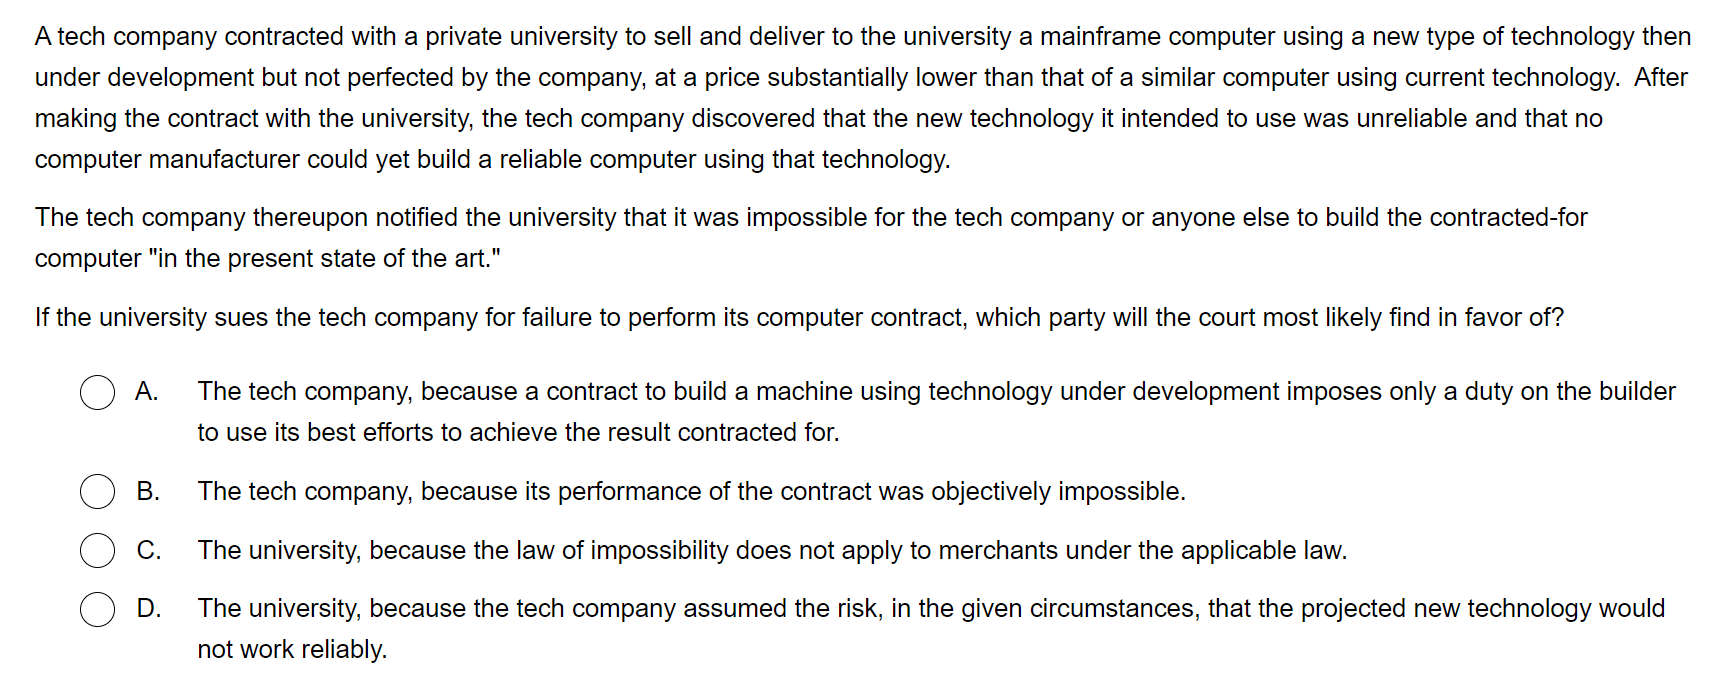 A tech company contracted with a private university to sell and deliver to the university a mainframe computer using a new type of technology then
under development but not perfected by the company, at a price substantially lower than that of a similar computer using current technology.  After
making the contract with the university, the tech company discovered that the new technology it intended to use was unreliable and that no
computer manufacturer could yet build a reliable computer using that technology.
The tech company thereupon notified the university that it was impossible for the tech company or anyone else to build the contracted-for
computer "in the present state of the art."
If the university sues the tech company for failure to perform its computer contract, which party will the court most likely find in favor of?
A. The tech company, because a contract to build a machine using technology under development imposes only a duty on the builder
to use its best efforts to achieve the result contracted for.
B. The tech company, because its performance of the contract was objectively impossible.
C. The university, because the law of impossibility does not apply to merchants under the applicable law.
D. The university, because the tech company assumed the risk, in the given circumstances, that the projected new technology would
not work reliably.